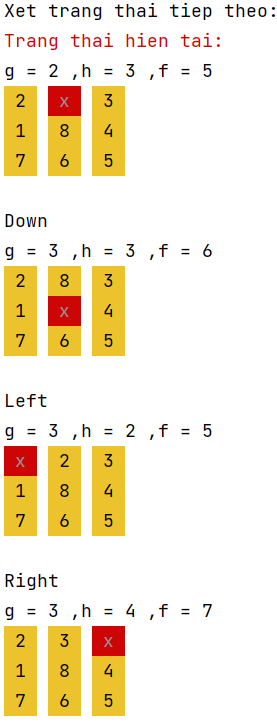 Xet trang thai tiep theo:
Trang thai hien tai:
g = 2 ,h = 3 ,f = 5
2 x 3
1 8 4
7 6 5
Down
g = 3 ,h = 3 ,f = 6
2 8 3
1 x 4
7 6 5
Left
g = 3 ,h = 2 ,f = 5
x 2 3
1 8 4
7 6 5
Right
g = 3 ,h = 4 ,f = 7
2 3 x
1 8 4
7 6 5